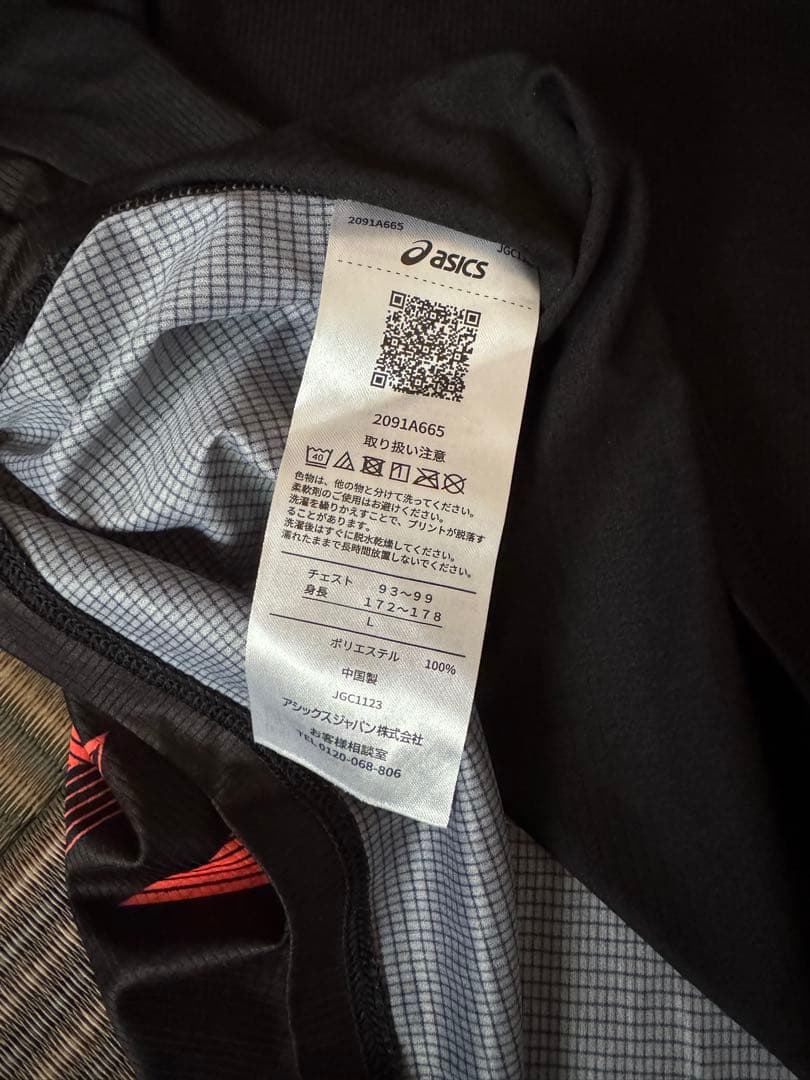 2091A665
asics
2091A665
取り扱い注意
40
色物は、他の物と分けて洗ってください。
柔軟剤のご使用はお避けください。
洗濯を繰りかえすことで、プリントが脱落す
ることがあります。
洗濯後はすぐに脱水乾燥してください。
濡れたままで長時間放置しないでください。
チェスト 93〜99
身長 172〜178
L
ポリエステル 100%
中国製
JGC1123
アシックスジャパン株式会社
お客様相談室
TEL0120-068-806